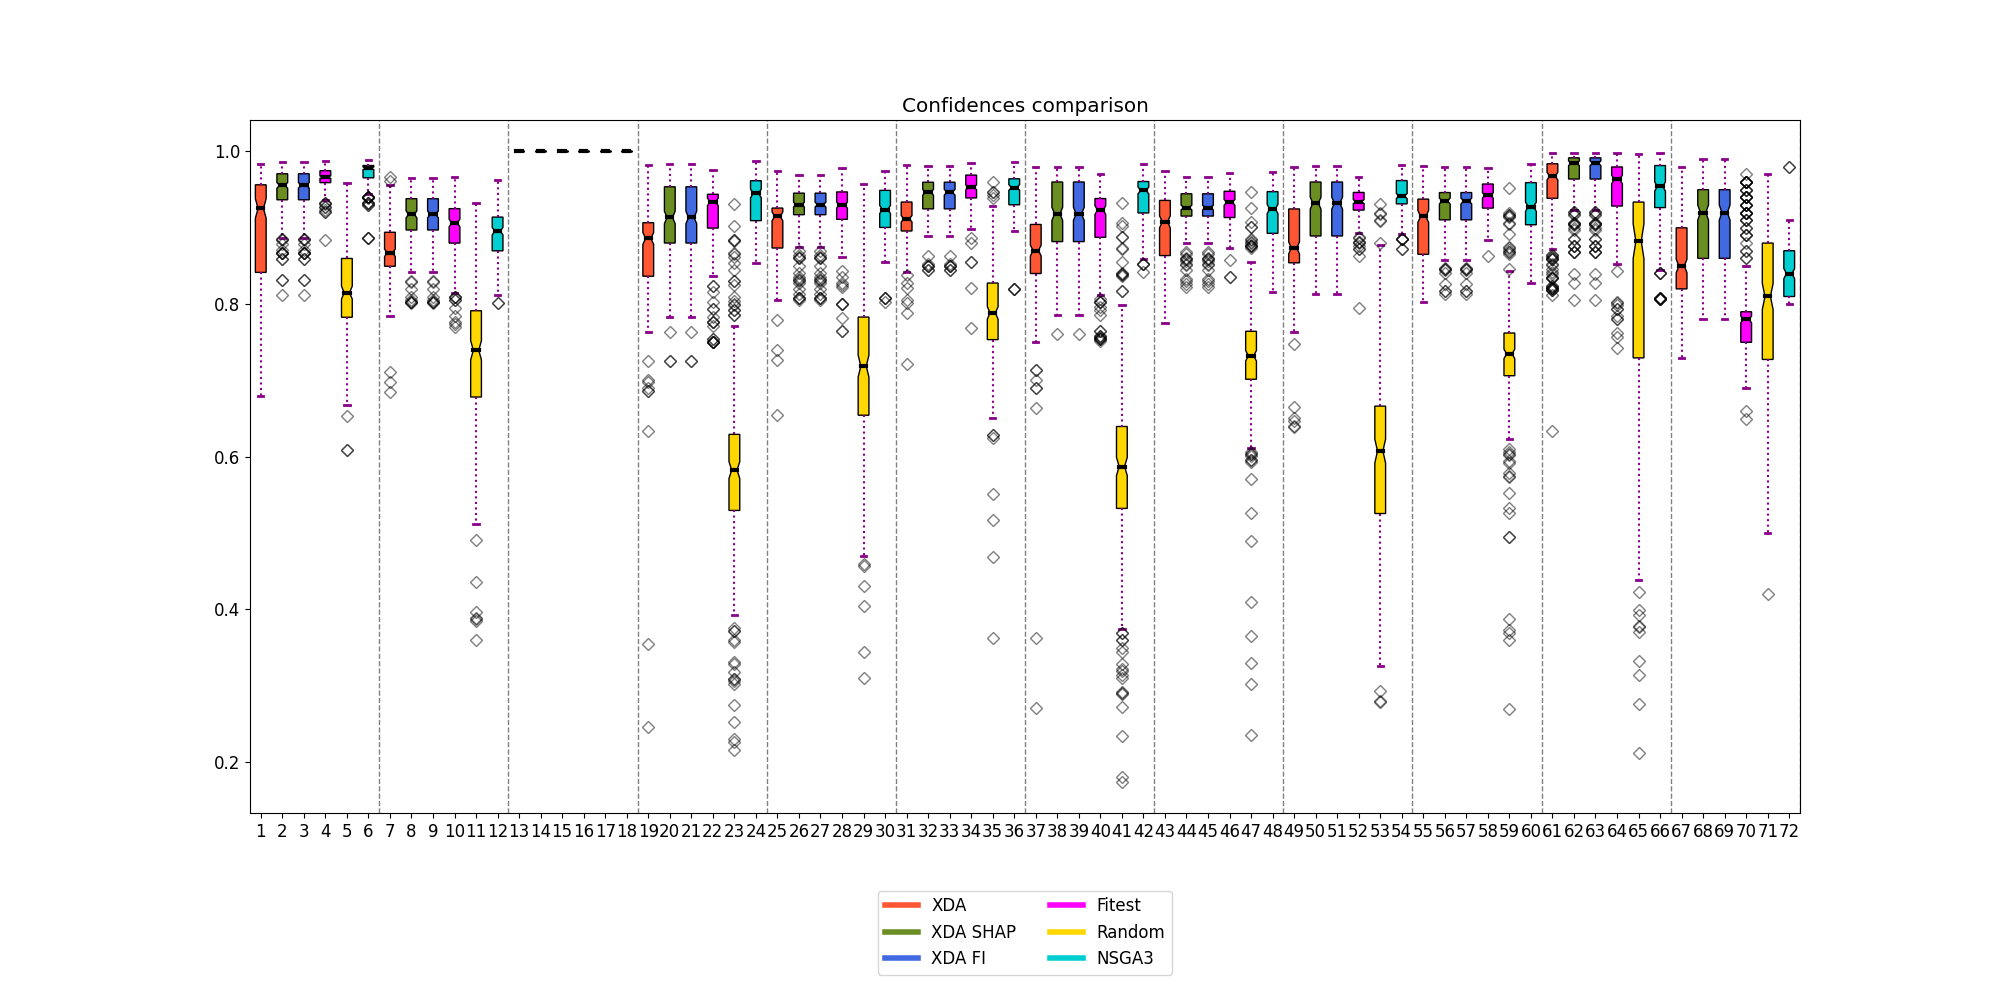 Confidences comparison
1.0
0.8
0.6
0.4
0.2
1 2 3 4 5 6 7 8 9 10 11 12 13 14 15 16 17 18 19 20 21 22 23 24 25 26 27 28 29 30 31 32 33 34 35 36 37 38 39 40 41 42 43 44 45 46 47 48 49 50 51 52 53 54 55 56 57 58 59 60 61 62 63 64 65 66 67 68 69 70 71 72
XDA Fitest
XDA SHAP Random
XDA FI NSGA3